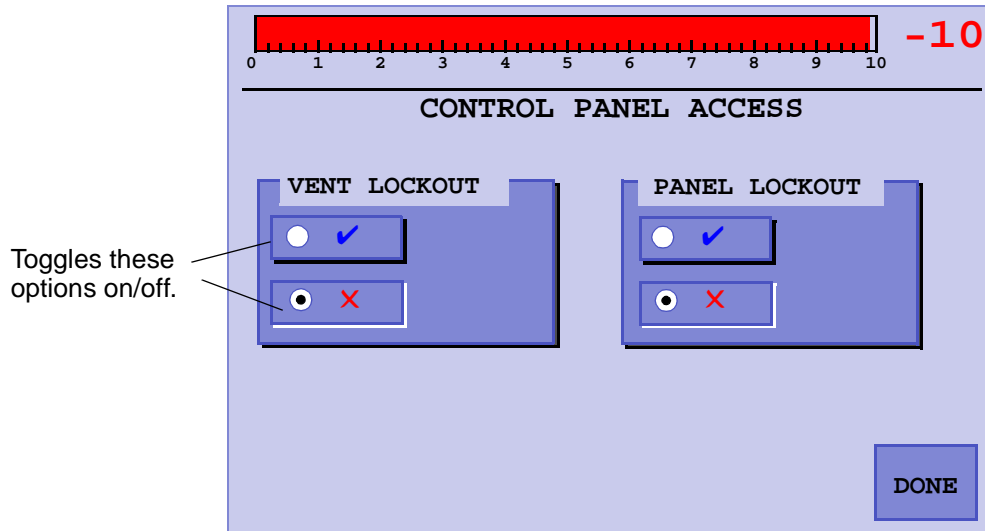 -10
0 1 2 3 4 5 6 7 8 9 10
CONTROL PANEL ACCESS
VENT LOCKOUT
PANEL LOCKOUT
✔
✔
Toggles these
options on/off.
✕
✕
DONE